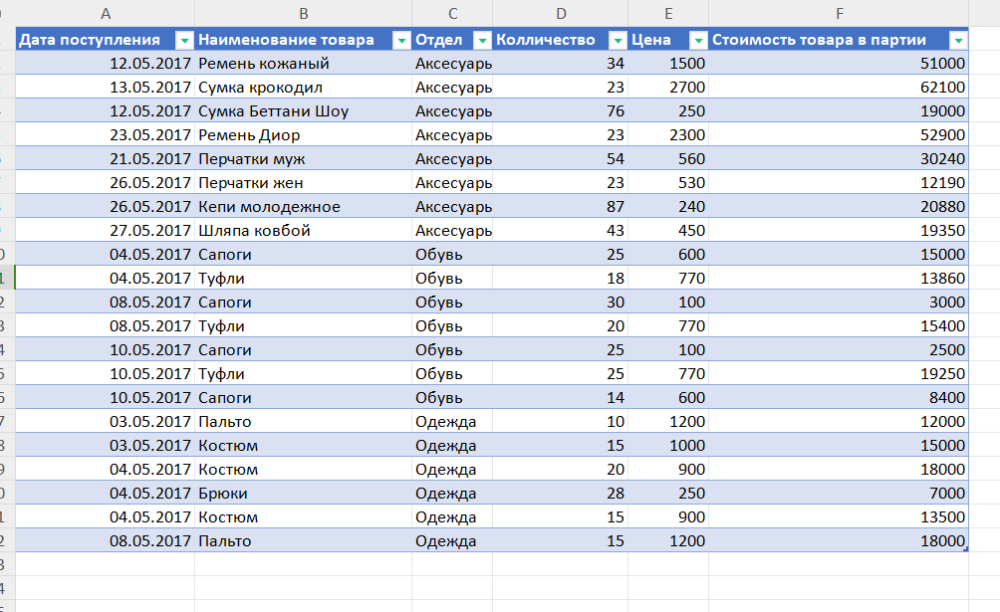 A B C D E F
Дата поступления Наименование товара Отдел Колличество Цена Стоимость товара в партии
12.05.2017 Ремень кожаный Аксесуарь 34 1500 51000
13.05.2017 Сумка крокодил Аксесуарь 23 2700 62100
12.05.2017 Сумка Беттани Шоу Аксесуарь 76 250 19000
23.05.2017 Ремень Диор Аксесуарь 23 2300 52900
21.05.2017 Перчатки муж Аксесуарь 54 560 30240
26.05.2017 Перчатки жен Аксесуарь 23 530 12190
26.05.2017 Кепи молодежное Аксесуарь 87 240 20880
27.05.2017 Шляпа ковбой Аксесуарь 43 450 19350
04.05.2017 Сапоги Обувь 25 600 15000
04.05.2017 Туфли Обувь 18 770 13860
08.05.2017 Сапоги Обувь 30 100 3000
08.05.2017 Туфли Обувь 20 770 15400
10.05.2017 Сапоги Обувь 25 100 2500
10.05.2017 Туфли Обувь 25 770 19250
10.05.2017 Сапоги Обувь 14 600 8400
03.05.2017 Пальто Одежда 10 1200 12000
03.05.2017 Костюм Одежда 15 1000 15000
04.05.2017 Костюм Одежда 20 900 18000
04.05.2017 Брюки Одежда 28 250 7000
04.05.2017 Костюм Одежда 15 900 13500
08.05.2017 Пальто Одежда 15 1200 18000